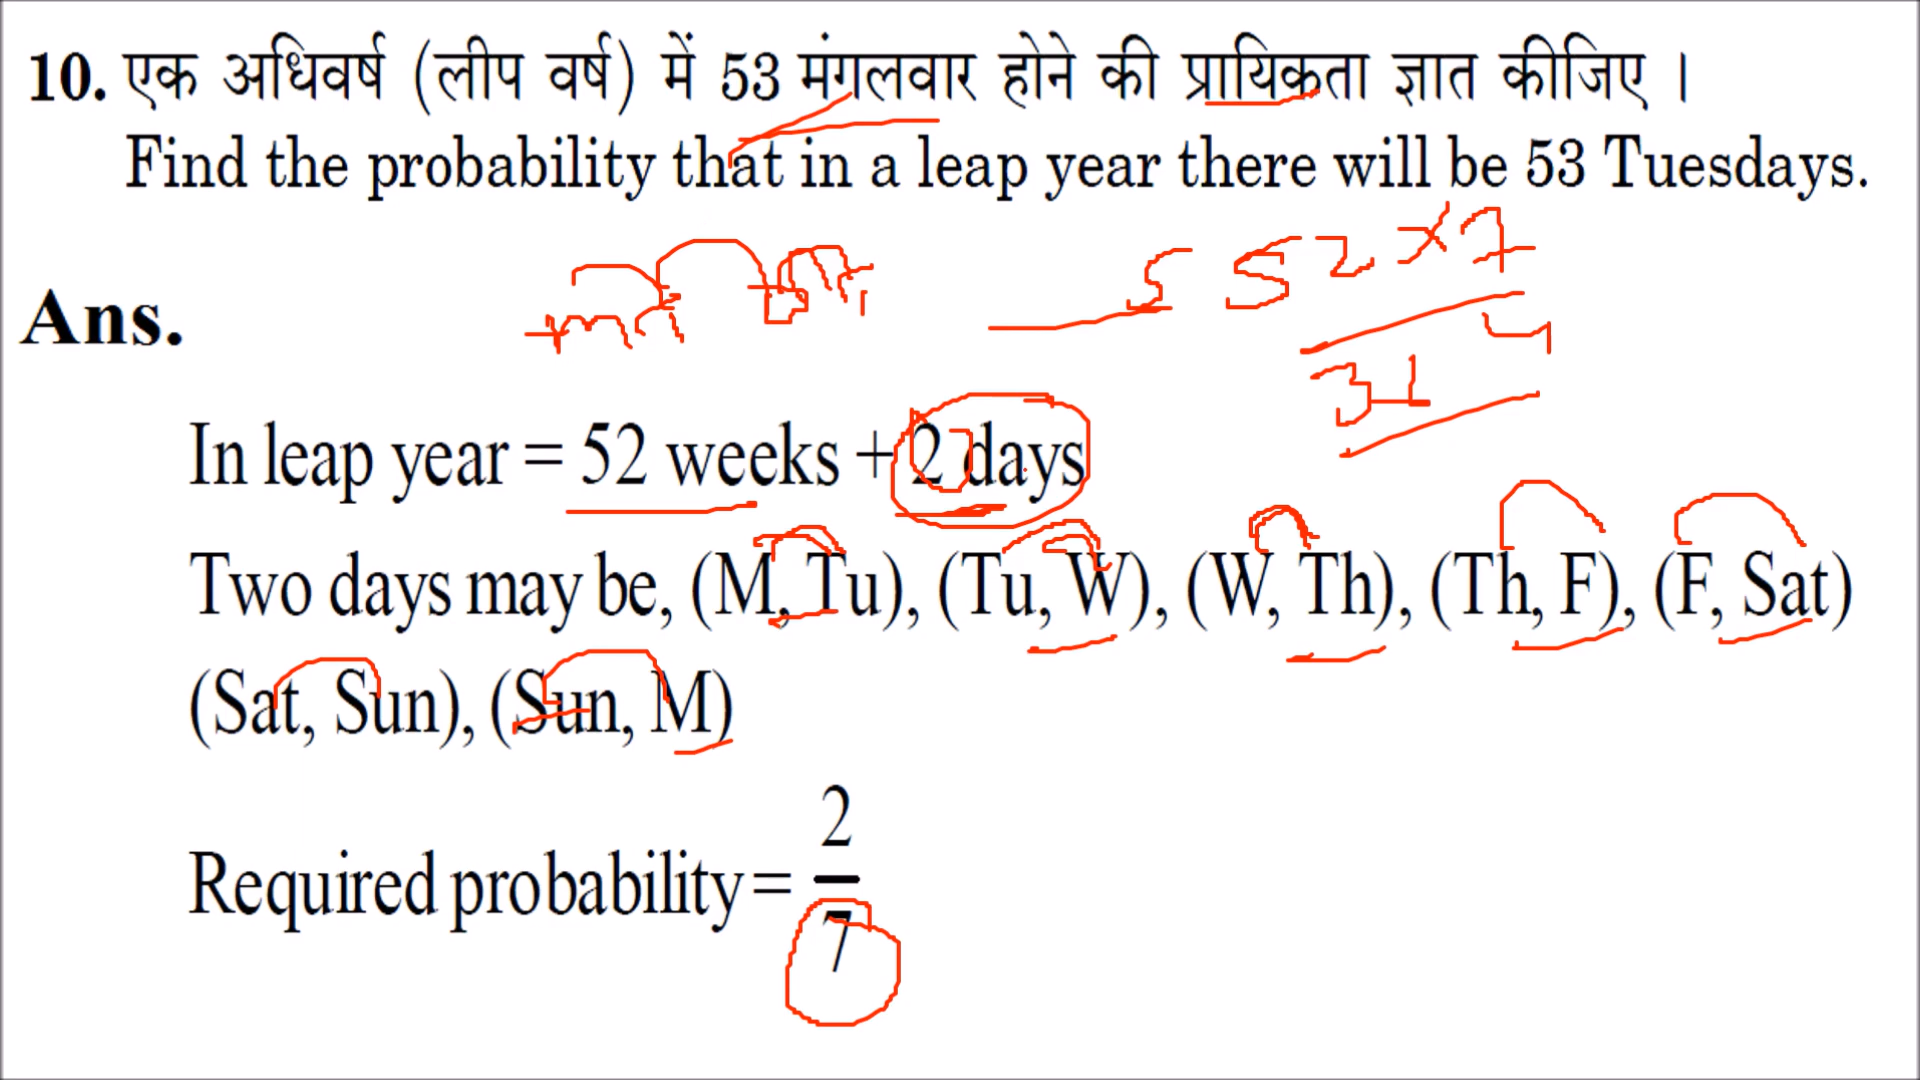 10. एक अधिवर्ष (लीप वर्ष) में 53 मंगलवार होने की प्रायिकता ज्ञात कीजिए ।
Find the probability that in a leap year there will be 53 Tuesdays.
52 × 7
Ans.
In leap year = 52 weeks + 2 days
Two days may be, (M, Tu), (Tu, W), (W, Th), (Th, F), (F, Sat)
(Sat, Sun), (Sun, M)
Required probability = 2/7